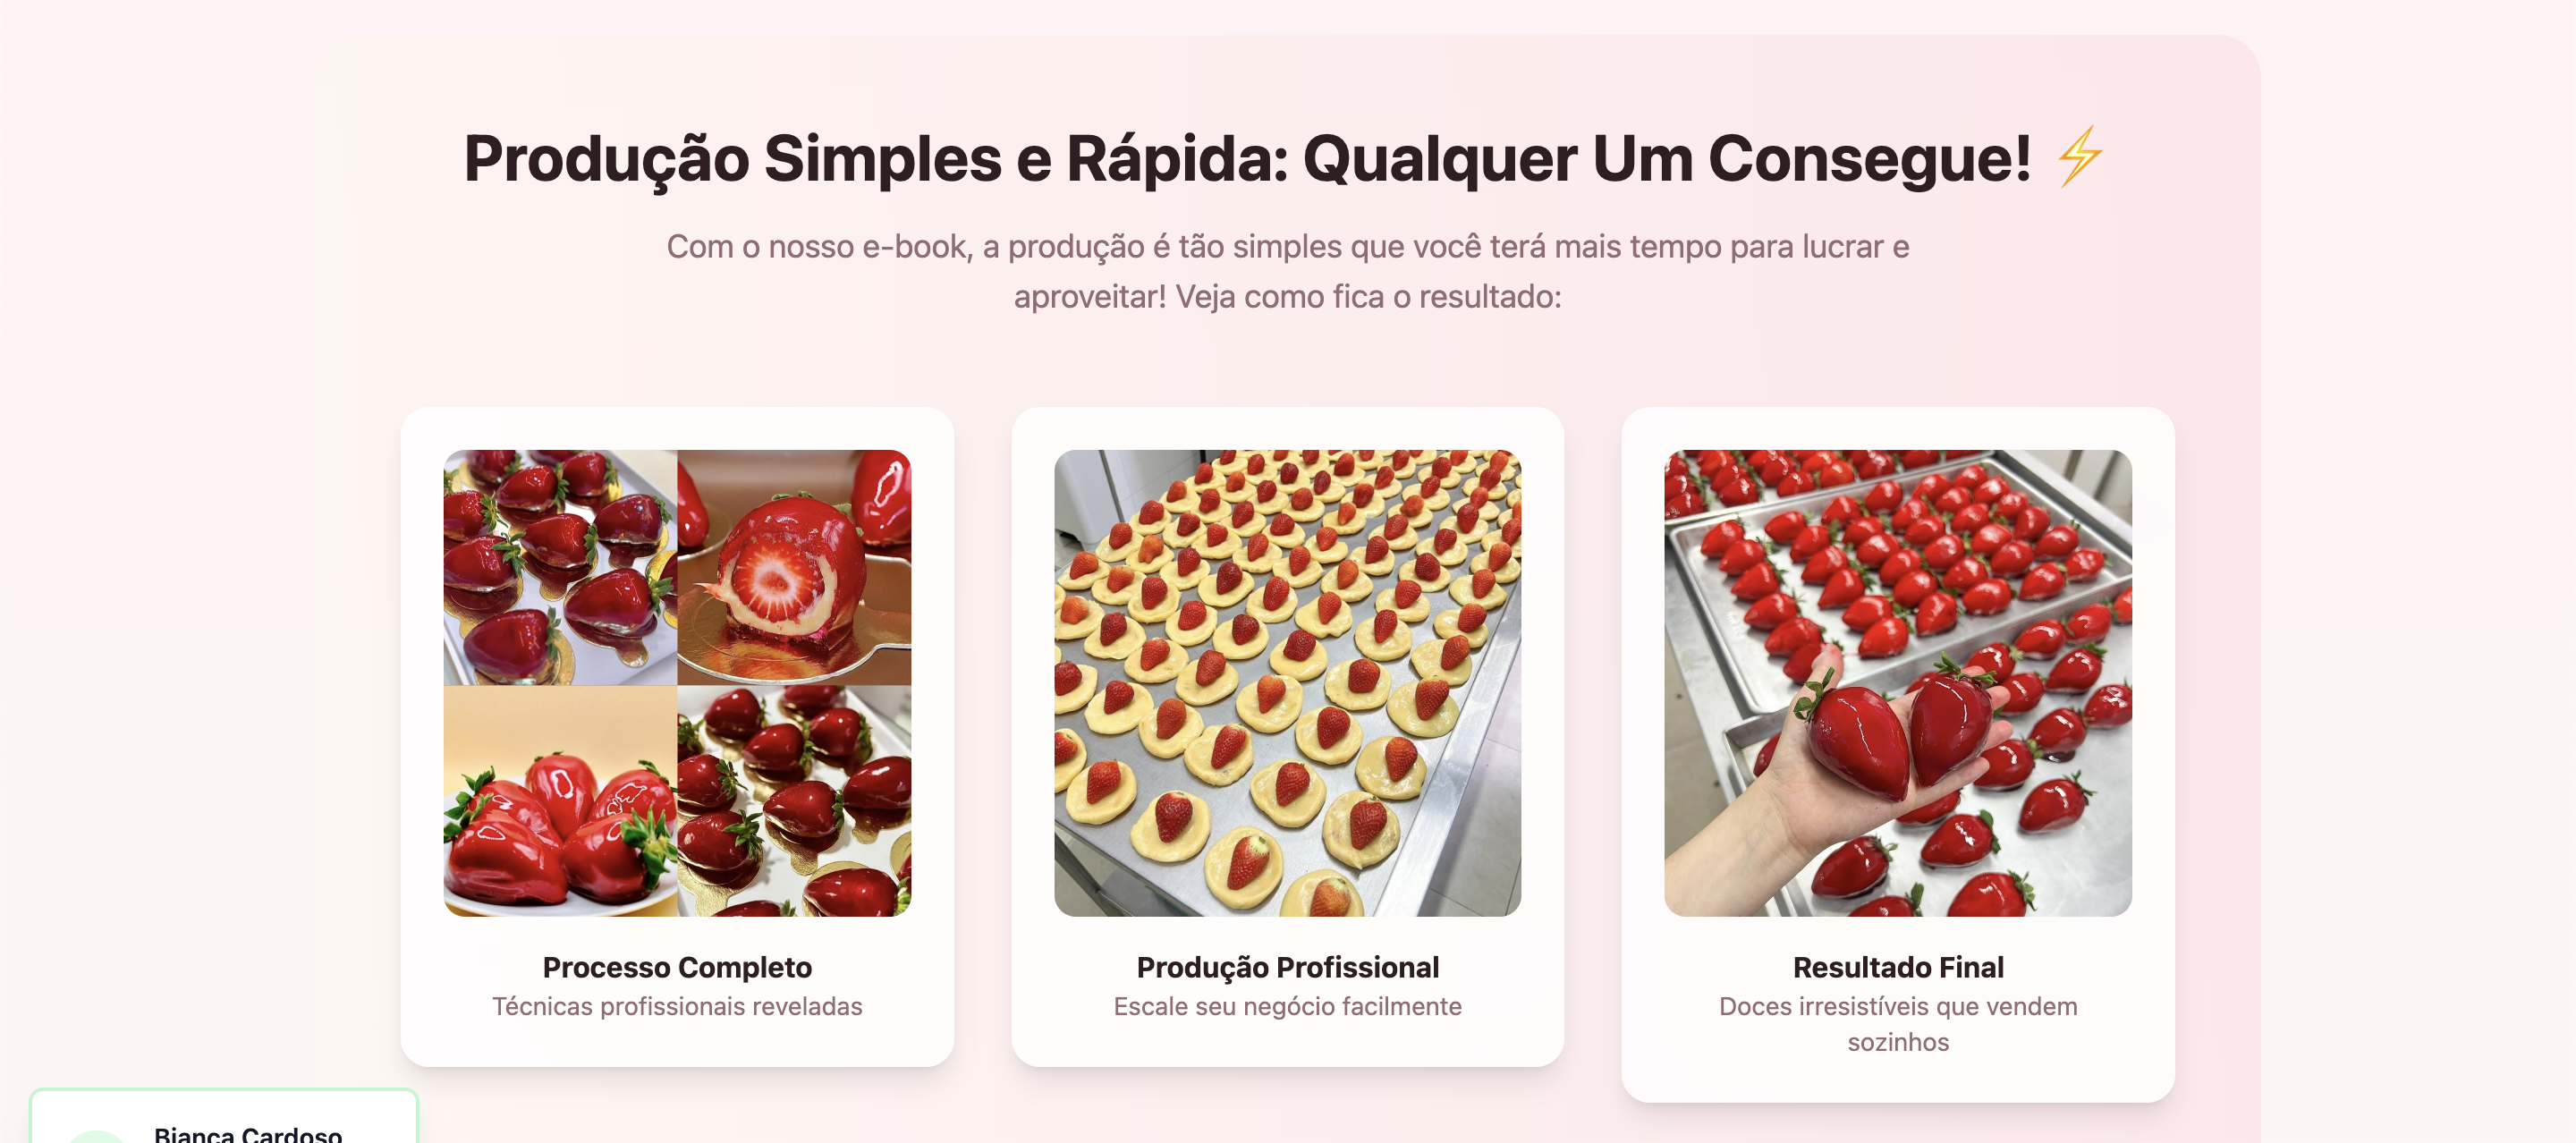 Produção Simples e Rápida: Qualquer Um Consegue! ⚡
Com o nosso e-book, a produção é tão simples que você terá mais tempo para lucrar e
aproveitar! Veja como fica o resultado:
Processo Completo
Técnicas profissionais reveladas
Produção Profissional
Escale seu negócio facilmente
Resultado Final
Doces irresistíveis que vendem
sozinhos
Bianca Cardoso